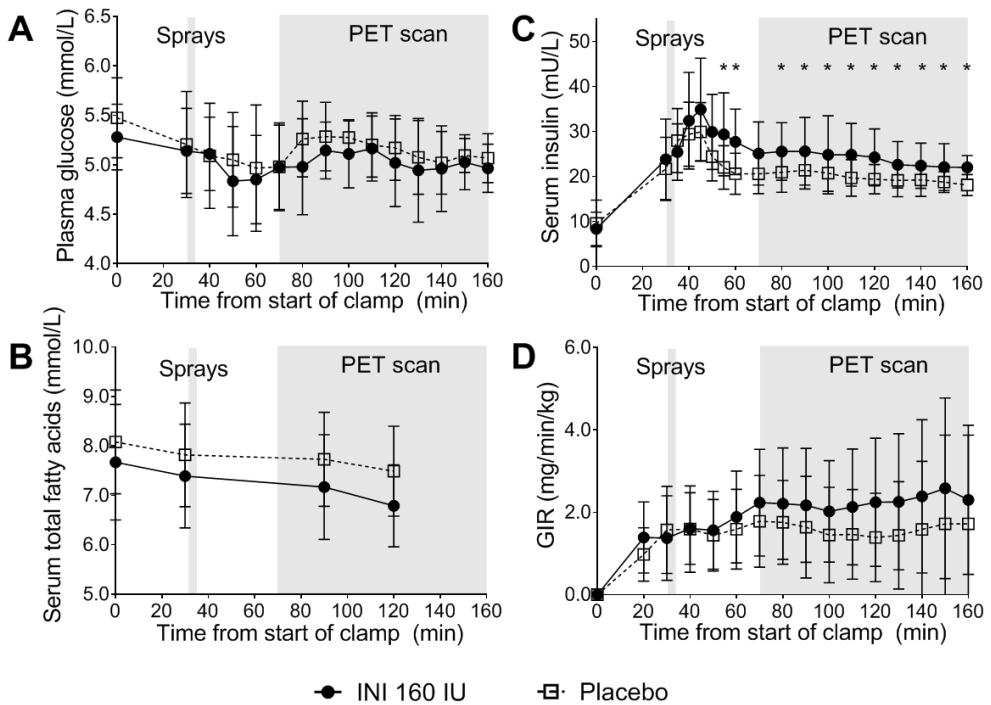 A
Plasma glucose (mmol/L)
6.5
6.0
5.5
5.0
4.5
4.0
Sprays
PET scan
0 20 40 60 80 100 120 140 160
Time from start of clamp (min)
C
Serum insulin (mU/L)
50
40
30
20
10
0
Sprays
PET scan
* * * * * * * * * * *
0 20 40 60 80 100 120 140 160
Time from start of clamp (min)
B
Serum total fatty acids (mmol/L)
10.0
9.0
8.0
7.0
6.0
5.0
Sprays
PET scan
0 20 40 60 80 100 120 140 160
Time from start of clamp (min)
D
GIR (mg/min/kg)
6.0
4.0
2.0
0.0
Sprays
PET scan
0 20 40 60 80 100 120 140 160
Time from start of clamp (min)
INI 160 IU
Placebo